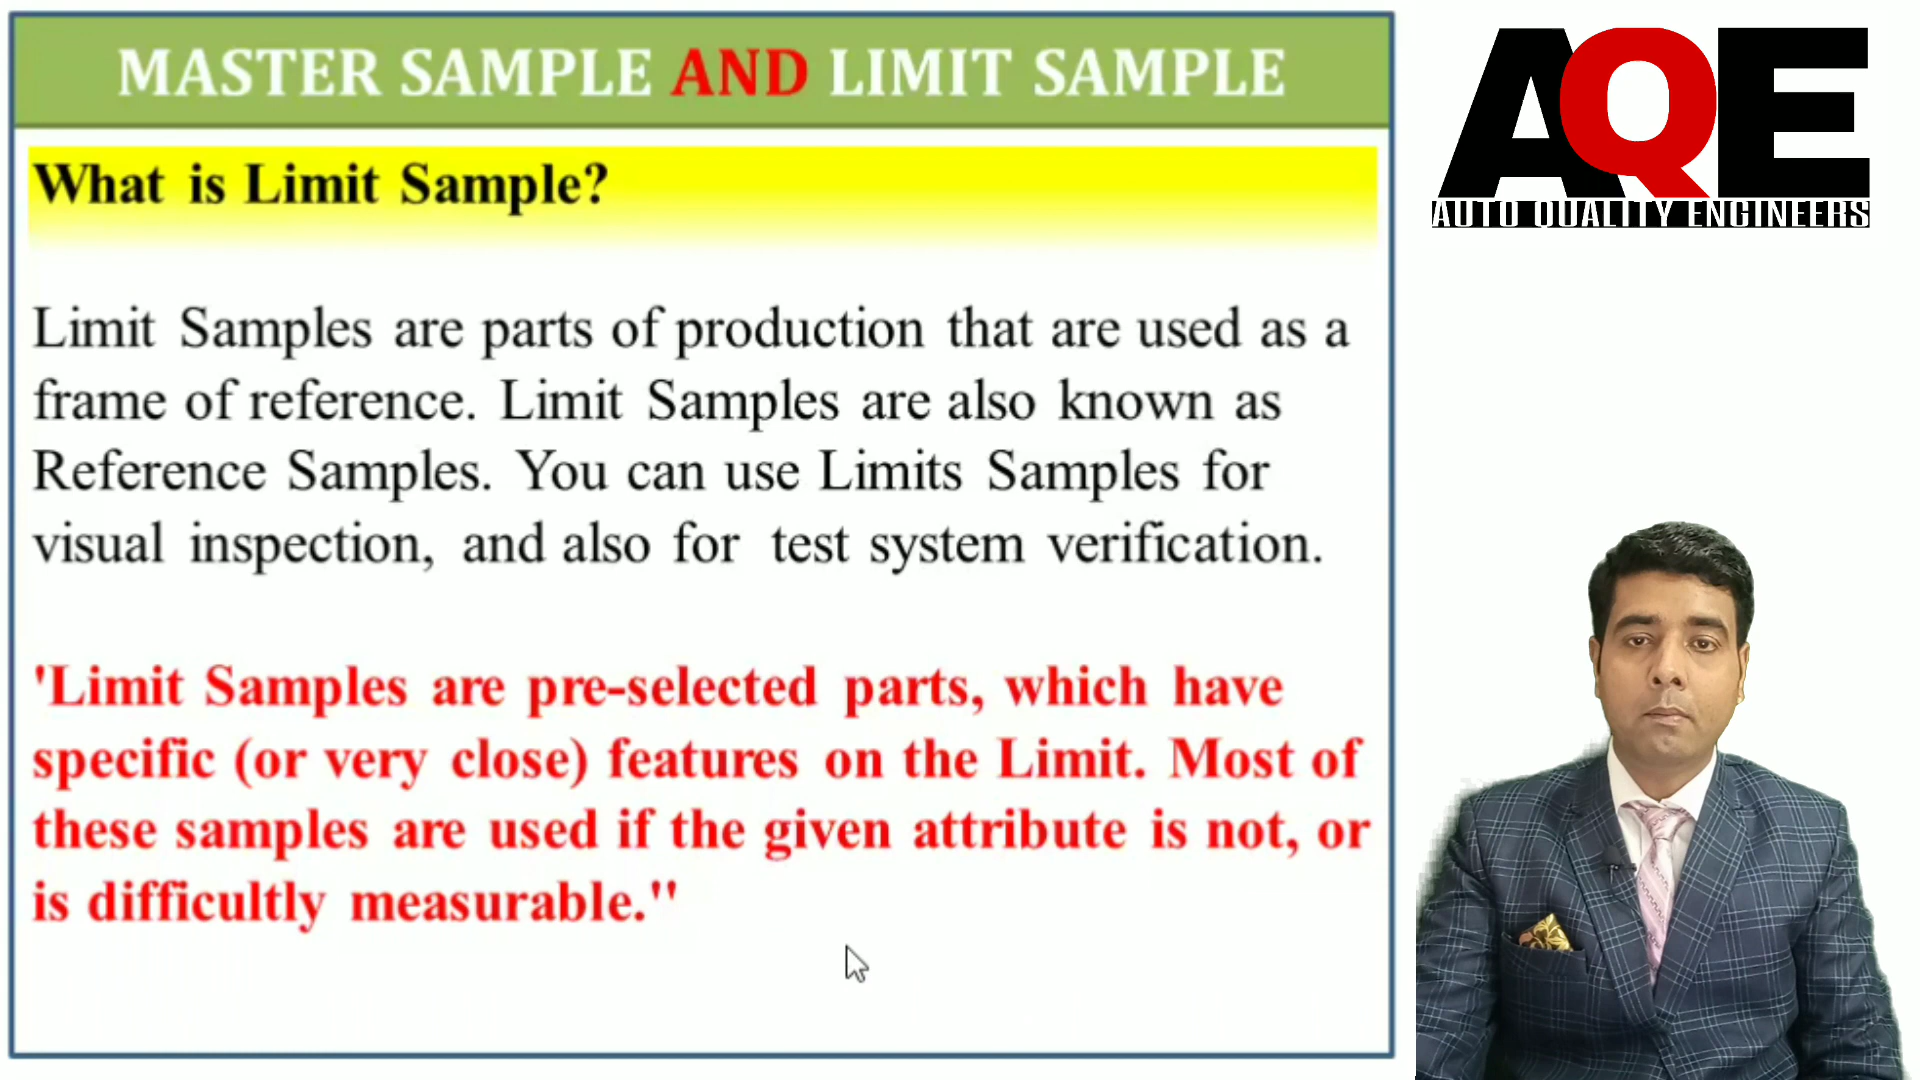 MASTER SAMPLE AND LIMIT SAMPLE
What is Limit Sample?
Limit Samples are parts of production that are used as a
frame of reference. Limit Samples are also known as
Reference Samples. You can use Limits Samples for
visual inspection, and also for test system verification.
'Limit Samples are pre-selected parts, which have
specific (or very close) features on the Limit. Most of
these samples are used if the given attribute is not, or
is difficultly measurable.''
AQE
AUTO QUALITY ENGINEERS